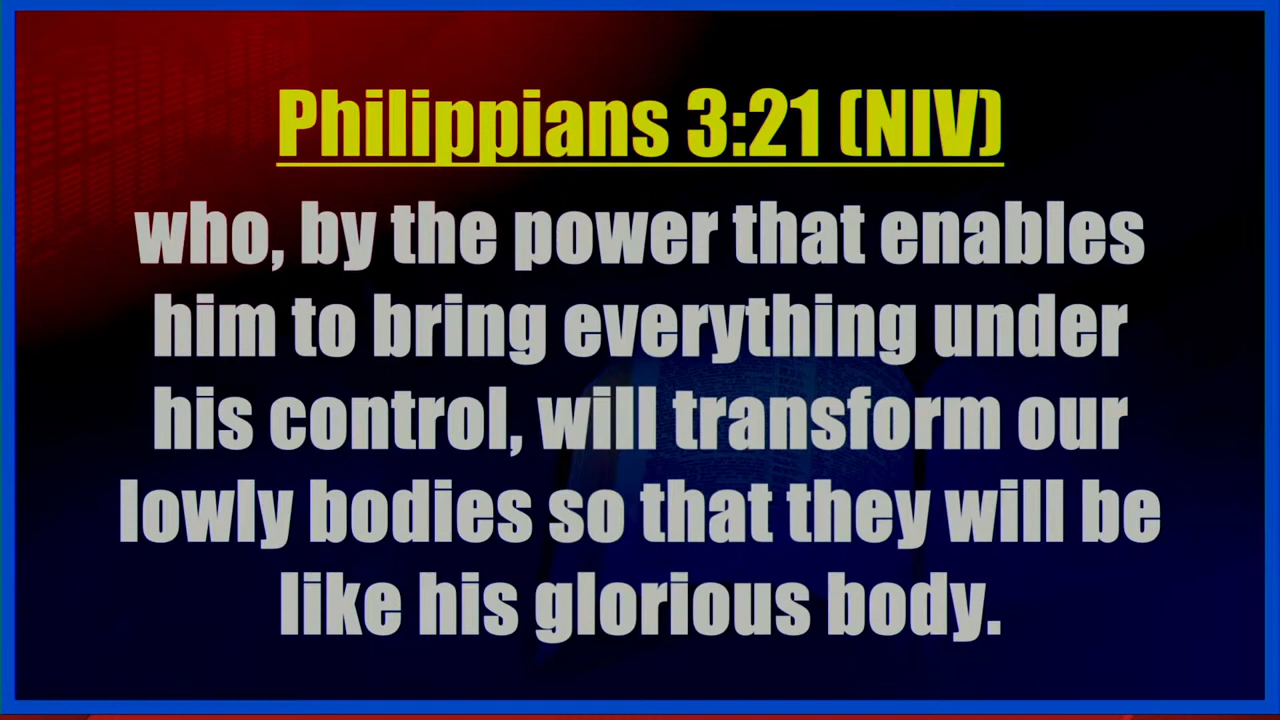 Philippians 3:21 (NIV)
who, by the power that enables
him to bring everything under
his control, will transform our
lowly bodies so that they will be
like his glorious body.